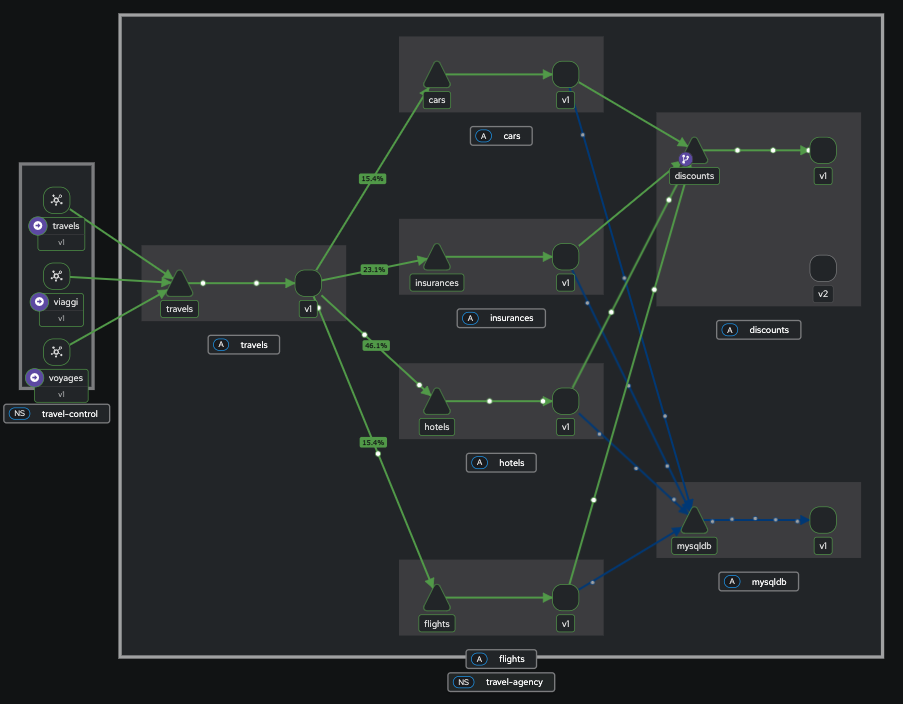 travels
v1
viaggi
v1
voyages
v1
NS travel-control
travels
v1
A travels
15.4%
23.1%
46.1%
15.4%
cars
v1
A cars
insurances
v1
A insurances
hotels
v1
A hotels
flights
v1
A flights
discounts
v1
v2
A discounts
mysqldb
v1
A mysqldb
NS travel-agency